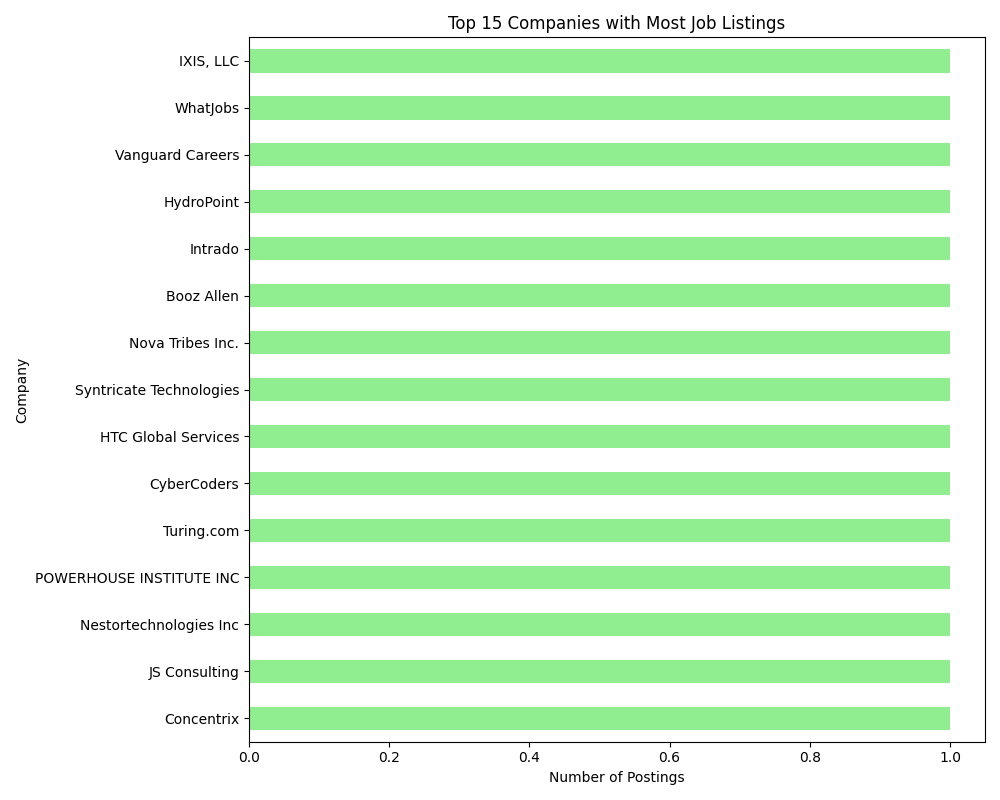 Top 15 Companies with Most Job Listings
Company
IXIS, LLC
WhatJobs
Vanguard Careers
HydroPoint
Intrado
Booz Allen
Nova Tribes Inc.
Syntricate Technologies
HTC Global Services
CyberCoders
Turing.com
POWERHOUSE INSTITUTE INC
Nestortechnologies Inc
JS Consulting
Concentrix
0.0 0.2 0.4 0.6 0.8 1.0
Number of Postings